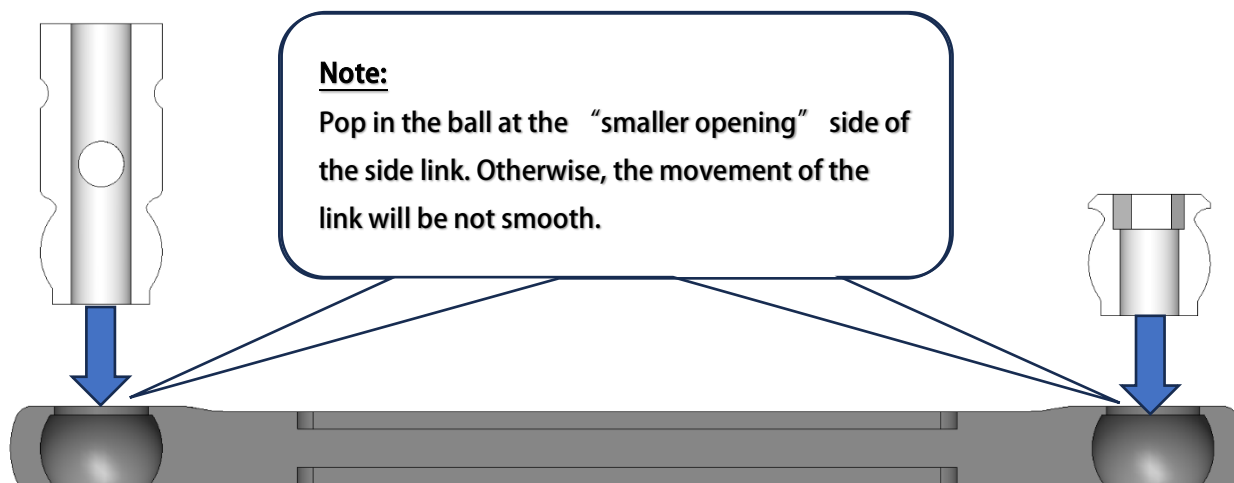 Note:
Pop in the ball at the “smaller opening” side of
the side link. Otherwise, the movement of the
link will be not smooth.